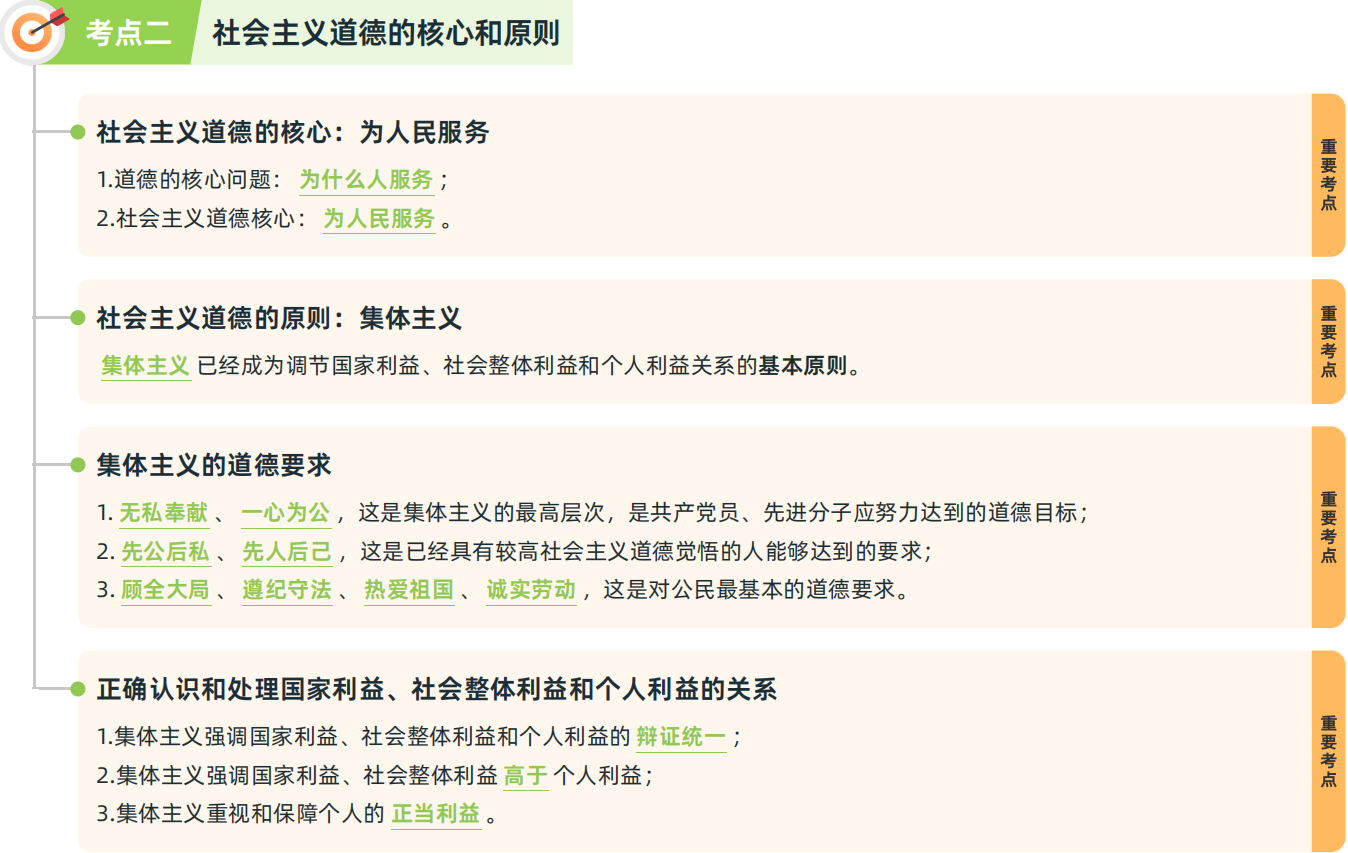 考点二 社会主义道德的核心和原则
社会主义道德的核心：为人民服务
1.道德的核心问题：为什么人服务；
2.社会主义道德核心：为人民服务。
重要考点
社会主义道德的原则：集体主义
集体主义已经成为调节国家利益、社会整体利益和个人利益关系的基本原则。
重要考点
集体主义的道德要求
1.无私奉献、一心为公，这是集体主义的最高层次，是共产党员、先进分子应努力达到的道德目标；
2.先公后私、先人后己，这是已经具有较高社会主义道德觉悟的人能够达到的要求；
3.顾全大局、遵纪守法、热爱祖国、诚实劳动，这是对公民最基本的道德要求。
重要考点
正确认识和处理国家利益、社会整体利益和个人利益的关系
1.集体主义强调国家利益、社会整体利益和个人利益的辩证统一；
2.集体主义强调国家利益、社会整体利益高于个人利益；
3.集体主义重视和保障个人的正当利益。
重要考点